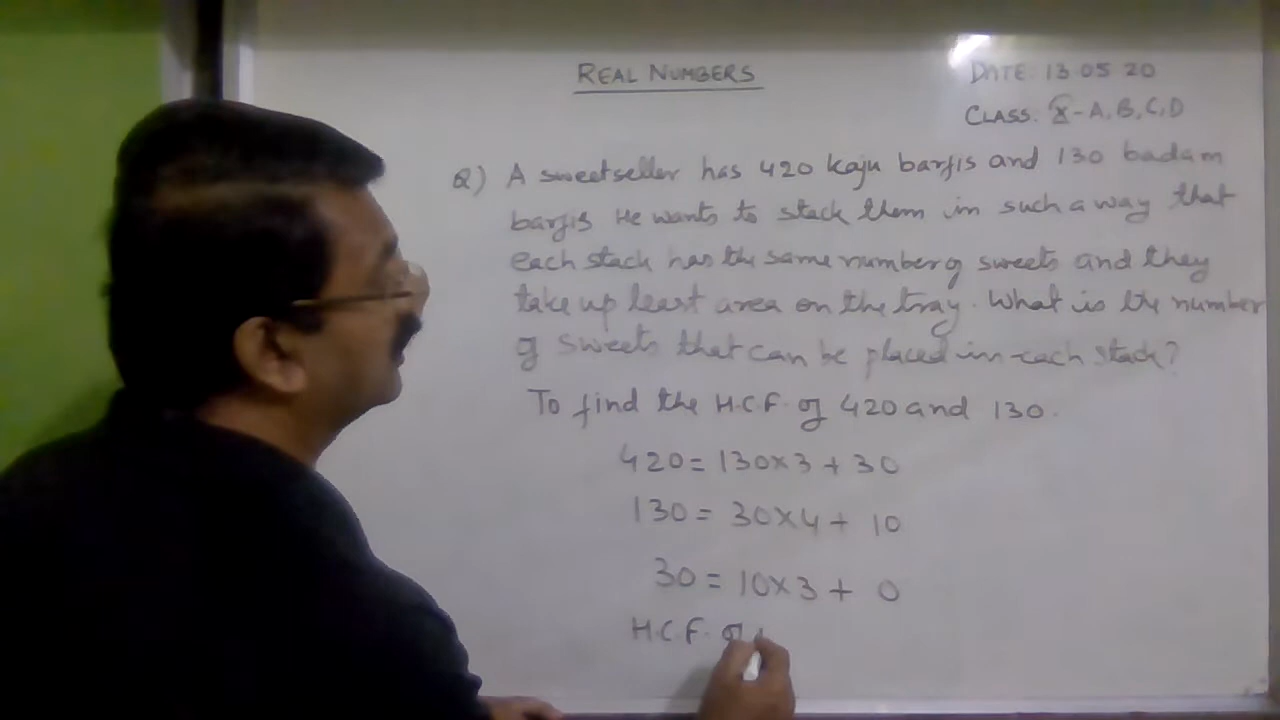 REAL NUMBERS
DATE: 13.05.20
CLASS: X-A, B, C, D
Q) A sweetseller has 420 kaju barfis and 130 badam
barfis He wants to stack them in such a way that
each stack has the same number of sweets and they
take up least area on the tray. What is the number
of sweets that can be placed in each stack?
To find the H.C.F. of 420 and 130.
420 = 130×3 + 30
130 = 30×4 + 10
30 = 10×3 + 0
H.C.F. of